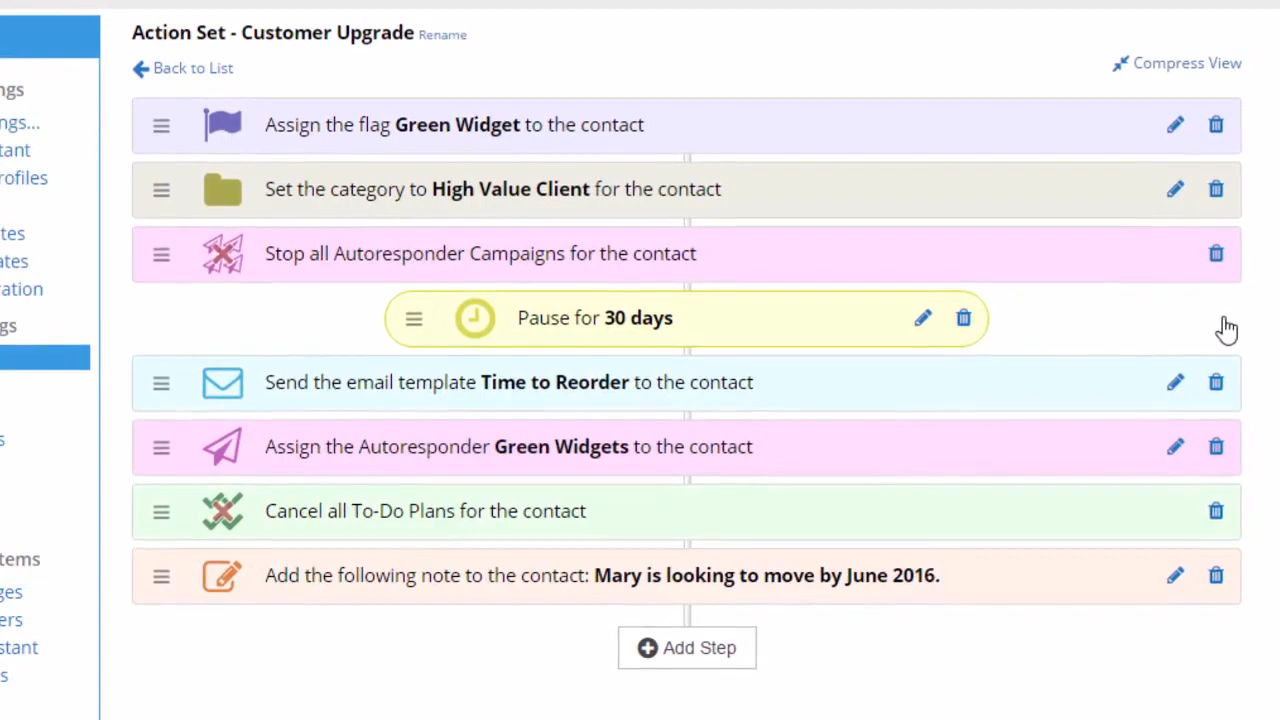 Action Set - Customer Upgrade Rename
Back to List
Compress View
ngs
ngs...
tant
rofiles
tes
ates
ration
gs
s
tems
ges
ers
stant
s
Assign the flag Green Widget to the contact
Set the category to High Value Client for the contact
Stop all Autoresponder Campaigns for the contact
Pause for 30 days
Send the email template Time to Reorder to the contact
Assign the Autoresponder Green Widgets to the contact
Cancel all To-Do Plans for the contact
Add the following note to the contact: Mary is looking to move by June 2016.
Add Step